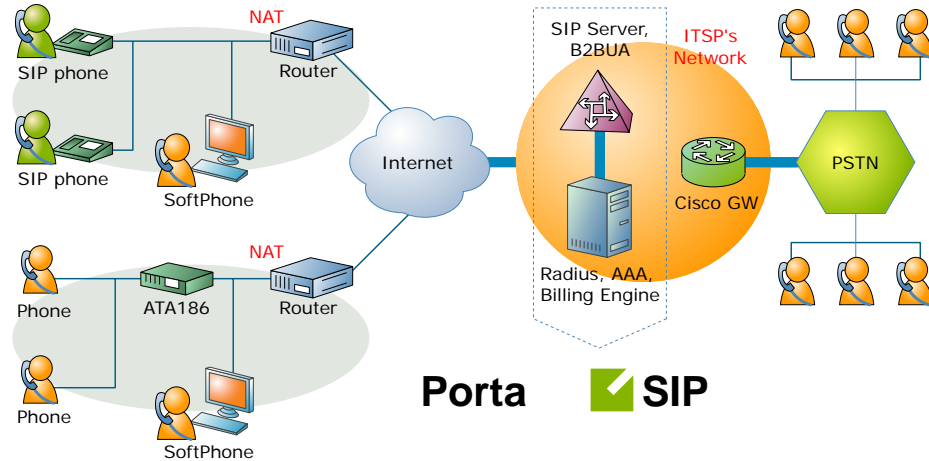 NAT
SIP phone
Router
SIP phone
SoftPhone
Internet
SIP Server,
B2BUA
ITSP's
Network
Cisco GW
PSTN
Radius, AAA,
Billing Engine
NAT
Phone
ATA186
Router
Phone
SoftPhone
Porta SIP